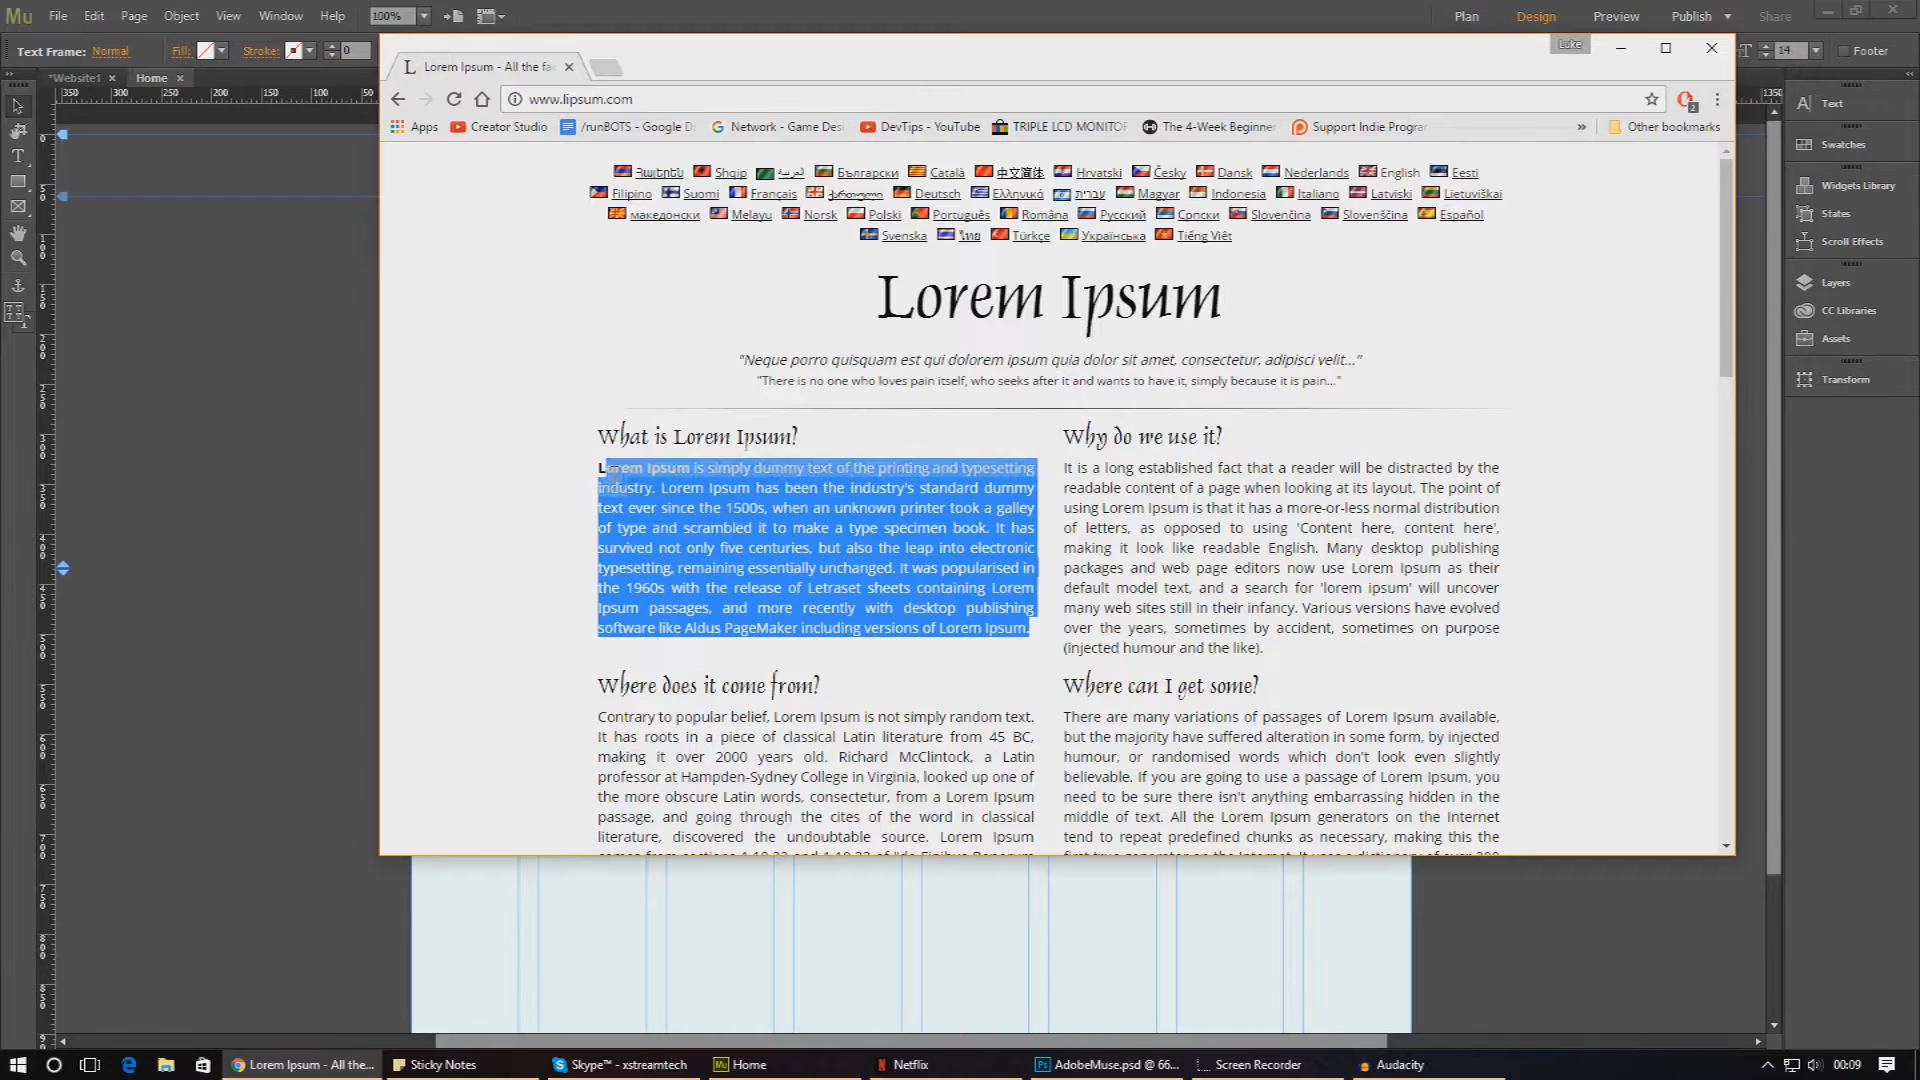 Mu File Edit Page Object View Window Help 100%
Plan Design Preview Publish Share
Text Frame: Normal Fill: Stroke: 0
14 Footer
*Website1 Home
350 300 250 200 150 100 50
1350
Luke
Lorem Ipsum - All the fac
www.lipsum.com
Apps Creator Studio /runBOTS - Google D Network - Game Desi DevTips - YouTube TRIPLE LCD MONITOR The 4-Week Beginner Support Indie Progra » Other bookmarks
Հայերեն Shqip العربية Български Català 中文简体 Hrvatski Česky Dansk Nederlands English Eesti
Filipino Suomi Français ქართული Deutsch Ελληνικά עברית Magyar Indonesia Italiano Latviski Lietuviškai
македонски Melayu Norsk Polski Português Româna Pyccкий Српски Slovenčina Slovenščina Español
Svenska ไทย Türkçe Українська Tiếng Việt
Lorem Ipsum
"Neque porro quisquam est qui dolorem ipsum quia dolor sit amet, consectetur, adipisci velit..."
"There is no one who loves pain itself, who seeks after it and wants to have it, simply because it is pain..."
What is Lorem Ipsum?
Lorem Ipsum is simply dummy text of the printing and typesetting
industry. Lorem Ipsum has been the industry's standard dummy
text ever since the 1500s, when an unknown printer took a galley
of type and scrambled it to make a type specimen book. It has
survived not only five centuries, but also the leap into electronic
typesetting, remaining essentially unchanged. It was popularised in
the 1960s with the release of Letraset sheets containing Lorem
Ipsum passages, and more recently with desktop publishing
software like Aldus PageMaker including versions of Lorem Ipsum.
Why do we use it?
It is a long established fact that a reader will be distracted by the
readable content of a page when looking at its layout. The point of
using Lorem Ipsum is that it has a more-or-less normal distribution
of letters, as opposed to using 'Content here, content here',
making it look like readable English. Many desktop publishing
packages and web page editors now use Lorem Ipsum as their
default model text, and a search for 'lorem ipsum' will uncover
many web sites still in their infancy. Various versions have evolved
over the years, sometimes by accident, sometimes on purpose
(injected humour and the like).
Where does it come from?
Contrary to popular belief, Lorem Ipsum is not simply random text.
It has roots in a piece of classical Latin literature from 45 BC,
making it over 2000 years old. Richard McClintock, a Latin
professor at Hampden-Sydney College in Virginia, looked up one of
the more obscure Latin words, consectetur, from a Lorem Ipsum
passage, and going through the cites of the word in classical
literature, discovered the undoubtable source. Lorem Ipsum
Where can I get some?
There are many variations of passages of Lorem Ipsum available,
but the majority have suffered alteration in some form, by injected
humour, or randomised words which don't look even slightly
believable. If you are going to use a passage of Lorem Ipsum, you
need to be sure there isn't anything embarrassing hidden in the
middle of text. All the Lorem Ipsum generators on the Internet
tend to repeat predefined chunks as necessary, making this the
Text
Swatches
Widgets Library
States
Scroll Effects
Layers
CC Libraries
Assets
Transform
Lorem Ipsum - All the... Sticky Notes Skype™ - xstreamtech Home Netflix AdobeMuse.psd @ 66... Screen Recorder Audacity 00:09